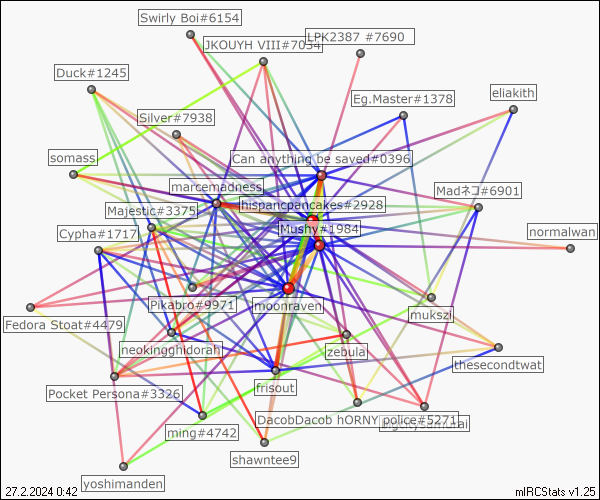 Swirly Boi#6154
LPK2387 #7690
JKOUYH VIII#7034
Duck#1245
eliakith
Eg.Master#1378
Silver#7938
somass
Can anything be saved#0396
marcemadness
Madネコ#6901
hispancpancakes#2928
Majestic#3375
Mushy#1984
normalwan
Cypha#1717
Pikabro#9971
moonraven
mukszi
Fedora Stoat#4479
neokingghidorah
zebula
thesecondtwat
frisout
Pocket Persona#3326
DacobDacob hORNY police#5271
ming#4742
shawntee9
yoshimanden
27.2.2024 0:42
mIRCStats v1.25